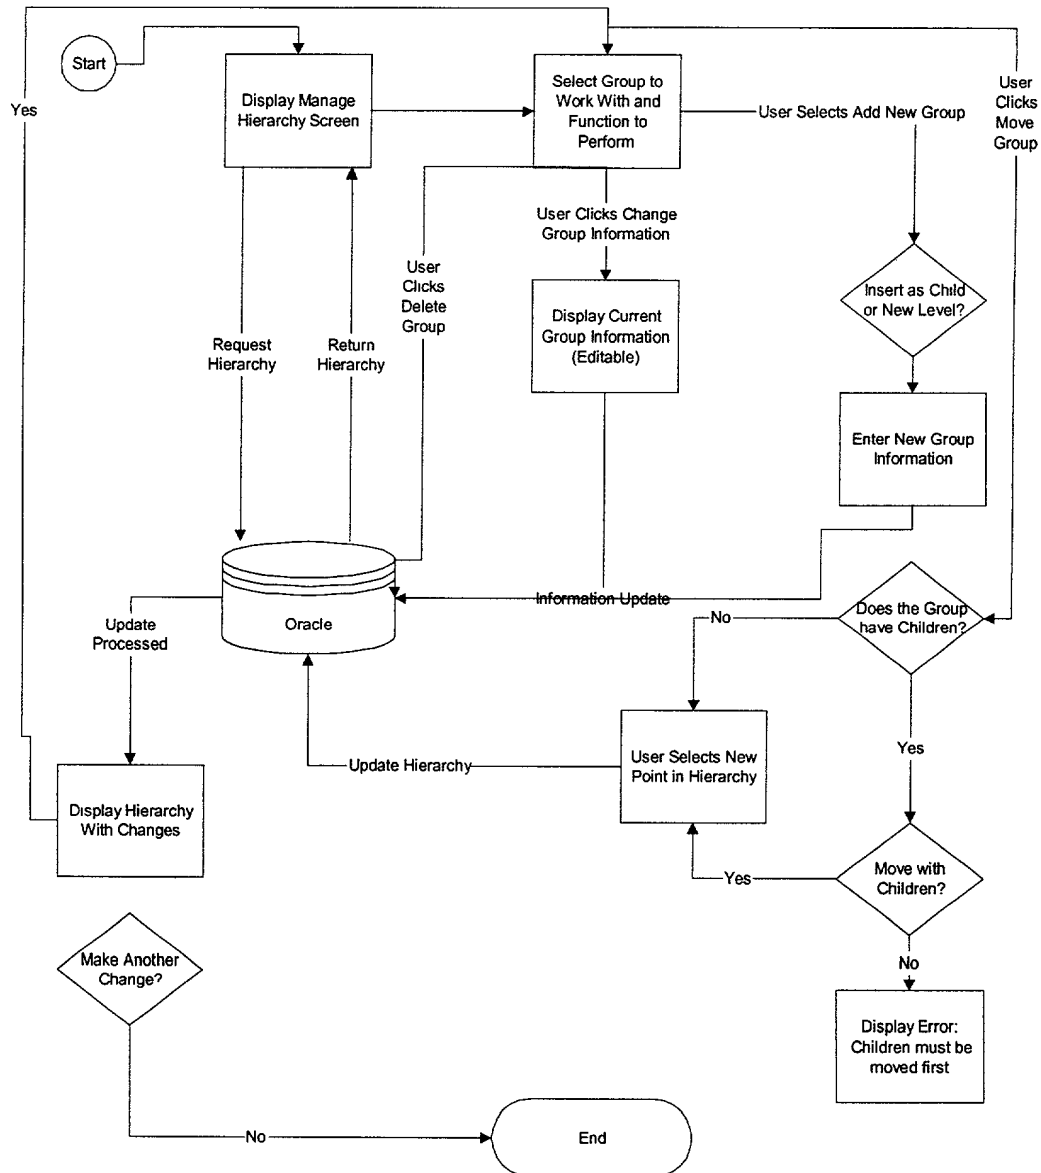 Start
Display Manage
Hierarchy Screen
Select Group to
Work With and
Function to
Perform
User Selects Add New Group
User
Clicks
Move
Group
Yes
User Clicks Change
Group Information
User
Clicks
Delete
Group
Insert as Child
or New Level?
Display Current
Group Information
(Editable)
Request
Hierarchy
Return
Hierarchy
Enter New Group
Information
Oracle
Information Update
Update
Processed
No
Does the Group
have Children?
User Selects New
Point in Hierarchy
Update Hierarchy
Yes
Display Hierarchy
With Changes
Yes
Move with
Children?
Make Another
Change?
No
Display Error:
Children must be
moved first
No
End